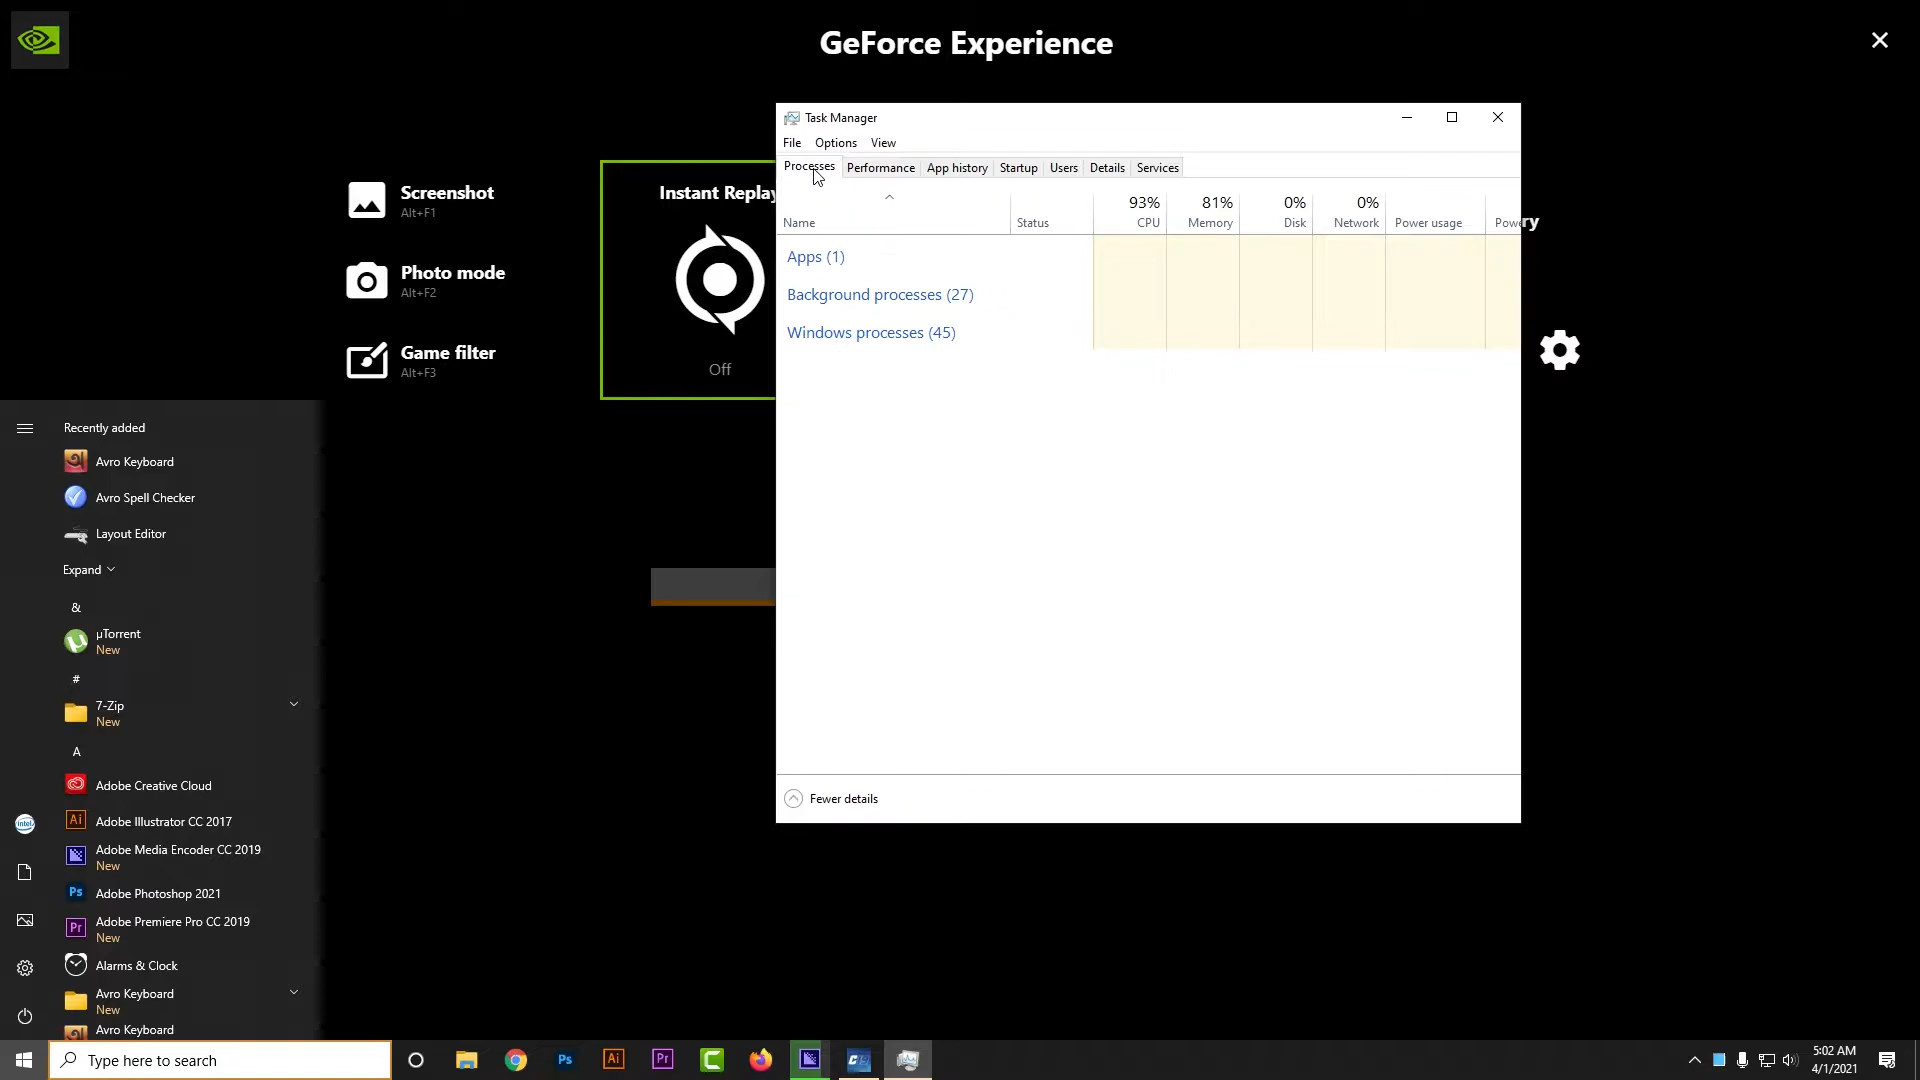 GeForce Experience
Screenshot
Alt+F1
Photo mode
Alt+F2
Game filter
Alt+F3
Instant Replay
Off
Task Manager
File Options View
Processes Performance App history Startup Users Details Services
93% 81% 0% 0%
Name Status CPU Memory Disk Network Power usage Pow
ry
Apps (1)
Background processes (27)
Windows processes (45)
Fewer details
Recently added
Avro Keyboard
Avro Spell Checker
Layout Editor
Expand
&
µTorrent
New
#
7-Zip
New
A
Adobe Creative Cloud
Adobe Illustrator CC 2017
Adobe Media Encoder CC 2019
New
Adobe Photoshop 2021
Adobe Premiere Pro CC 2019
New
Alarms & Clock
Avro Keyboard
New
Avro Keyboard
Type here to search
5:02 AM
4/1/2021